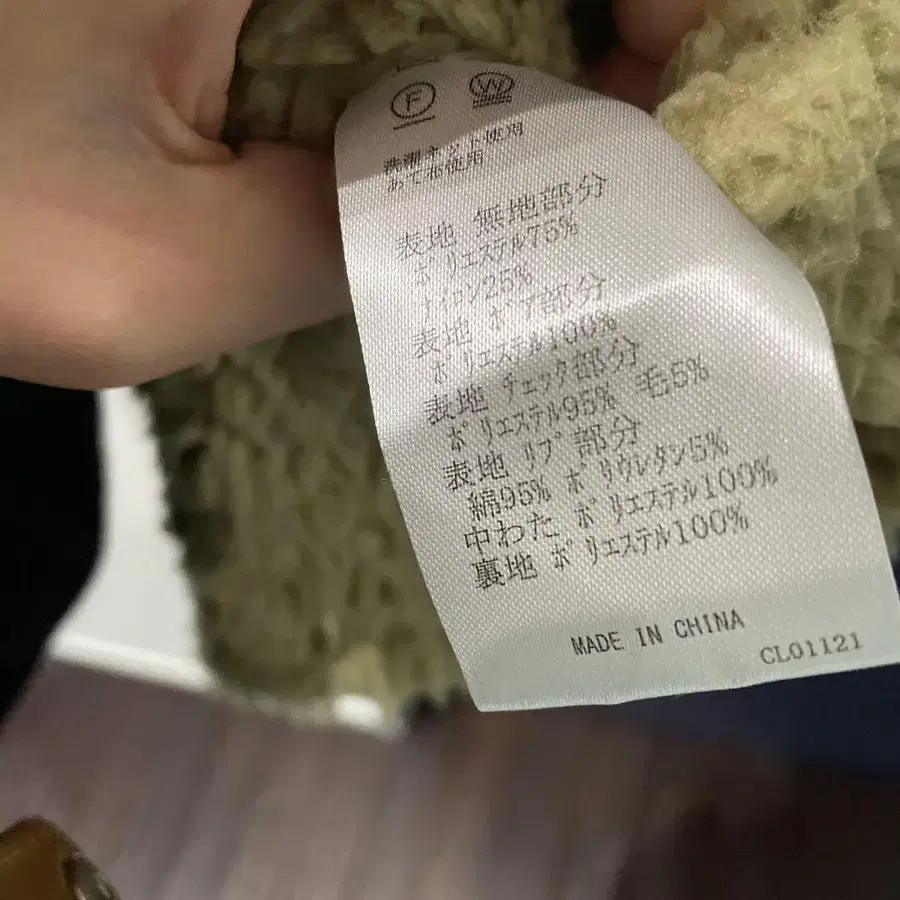 F W
洗濯ネット使用
あて布使用
表地 無地部分
ポリエステル75%
ナイロン25%
表地 ボア部分
ポリエステル100%
表地 チェック部分
ポリエステル95% 毛5%
表地 リブ部分
綿95% ポリウレタン5%
中わた ポリエステル100%
裏地 ポリエステル100%
MADE IN CHINA
CL01121